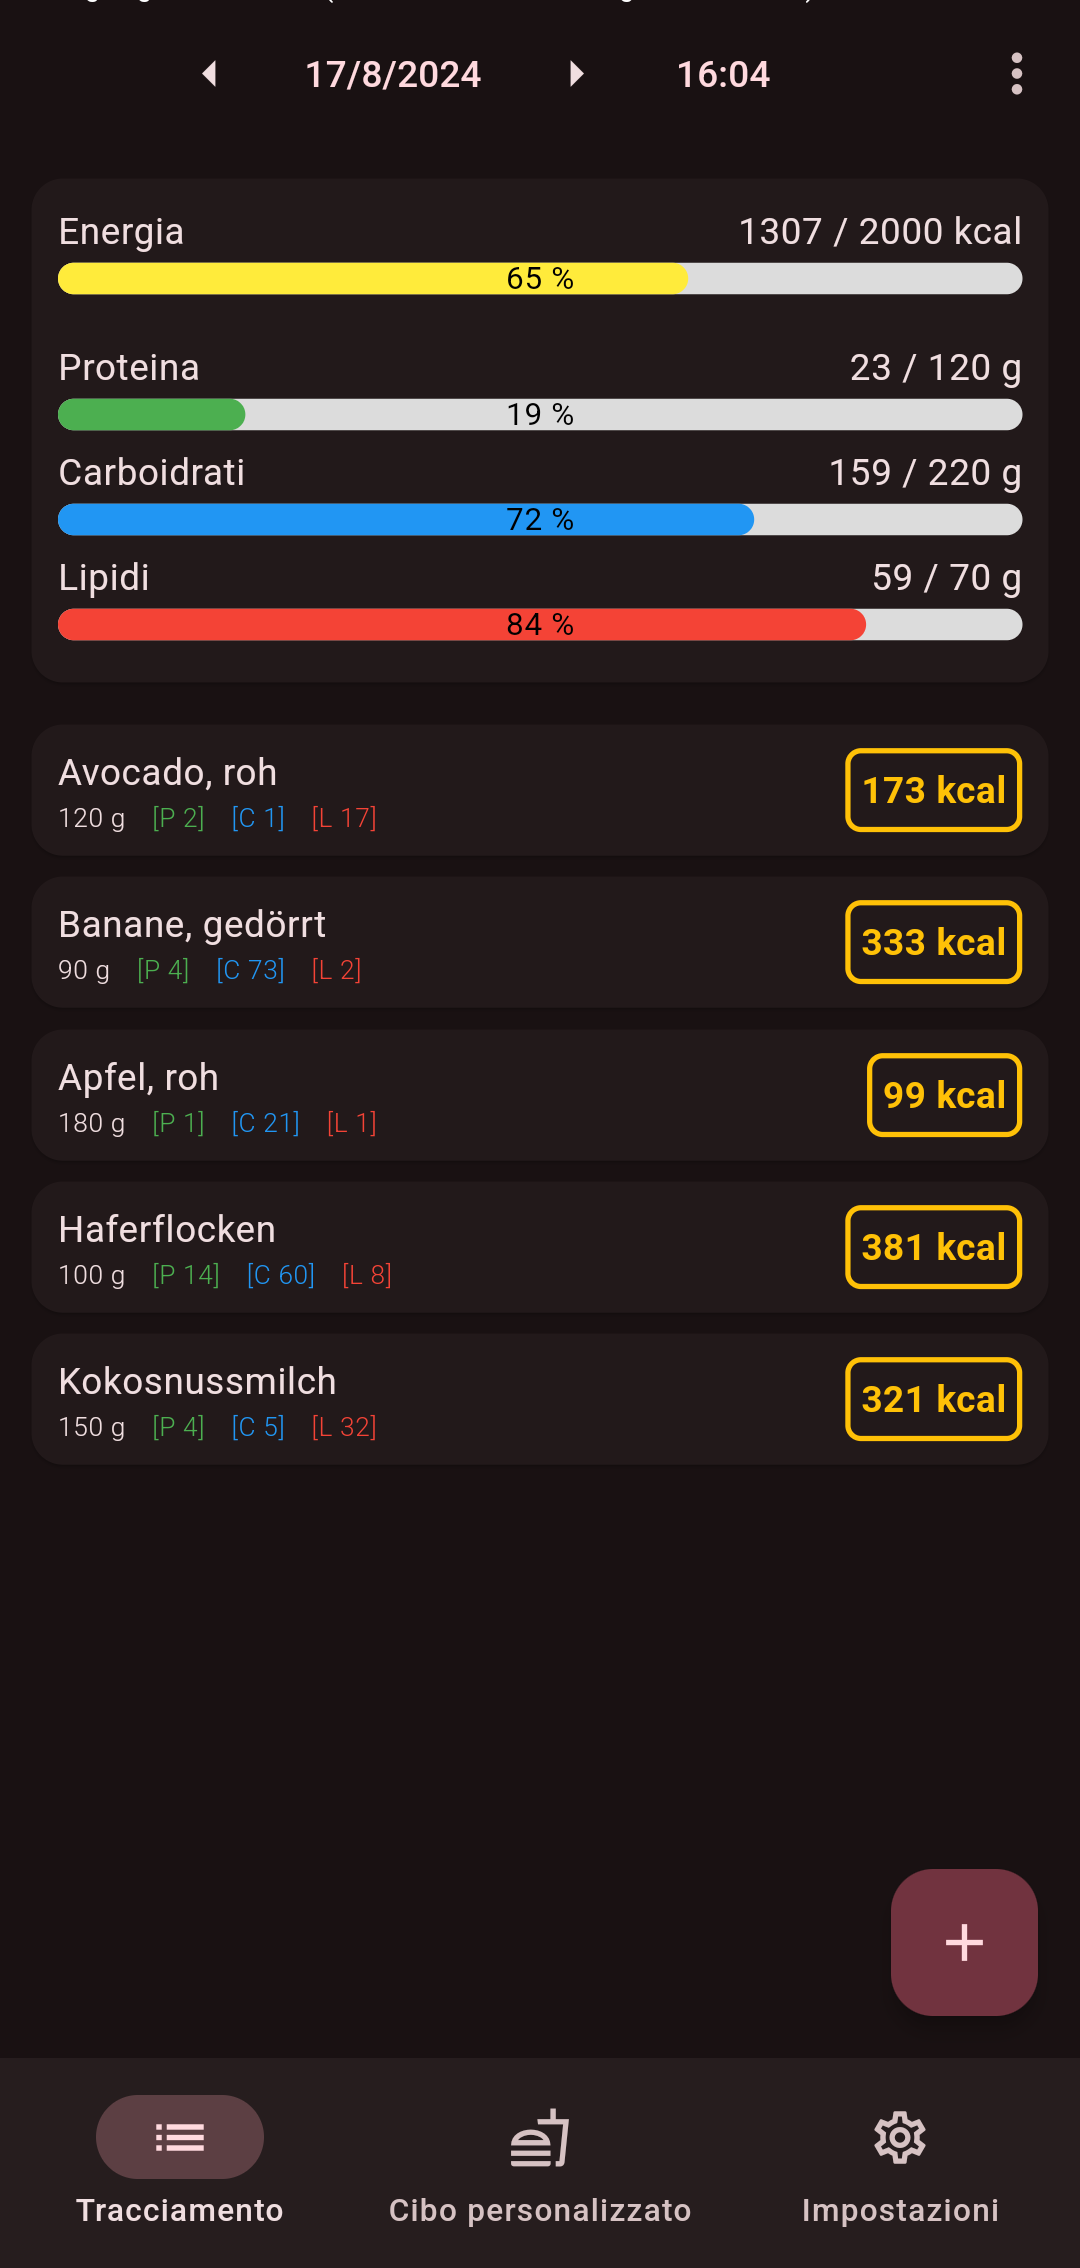 17/8/2024 16:04
Energia 1307 / 2000 kcal
65 %
Proteina 23 / 120 g
19 %
Carboidrati 159 / 220 g
72 %
Lipidi 59 / 70 g
84 %
Avocado, roh
173 kcal
120 g [P 2] [C 1] [L 17]
Banane, gedörrt
333 kcal
90 g [P 4] [C 73] [L 2]
Apfel, roh
99 kcal
180 g [P 1] [C 21] [L 1]
Haferflocken
381 kcal
100 g [P 14] [C 60] [L 8]
Kokosnussmilch
321 kcal
150 g [P 4] [C 5] [L 32]
Tracciamento Cibo personalizzato Impostazioni